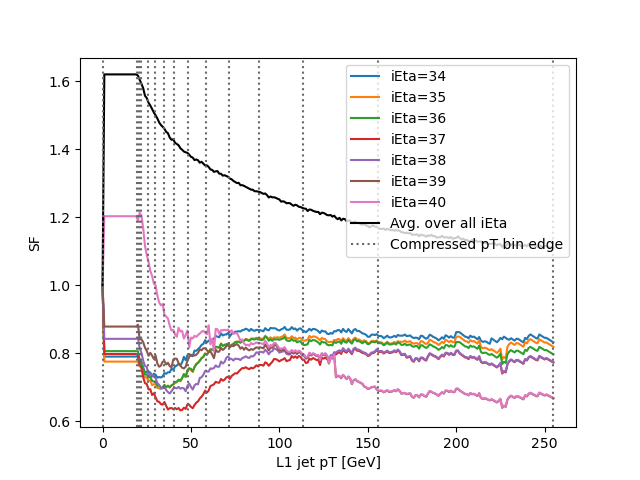 1.6
1.4
1.2
1.0
0.8
0.6
SF
0
50
100
150
200
250
L1 jet pT [GeV]
iEta=34
iEta=35
iEta=36
iEta=37
iEta=38
iEta=39
iEta=40
Avg. over all iEta
Compressed pT bin edge